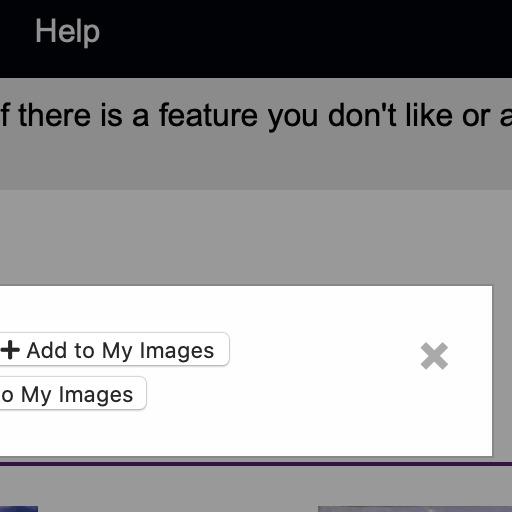 Help
f there is a feature you don't like or a
Add to My Images
o My Images